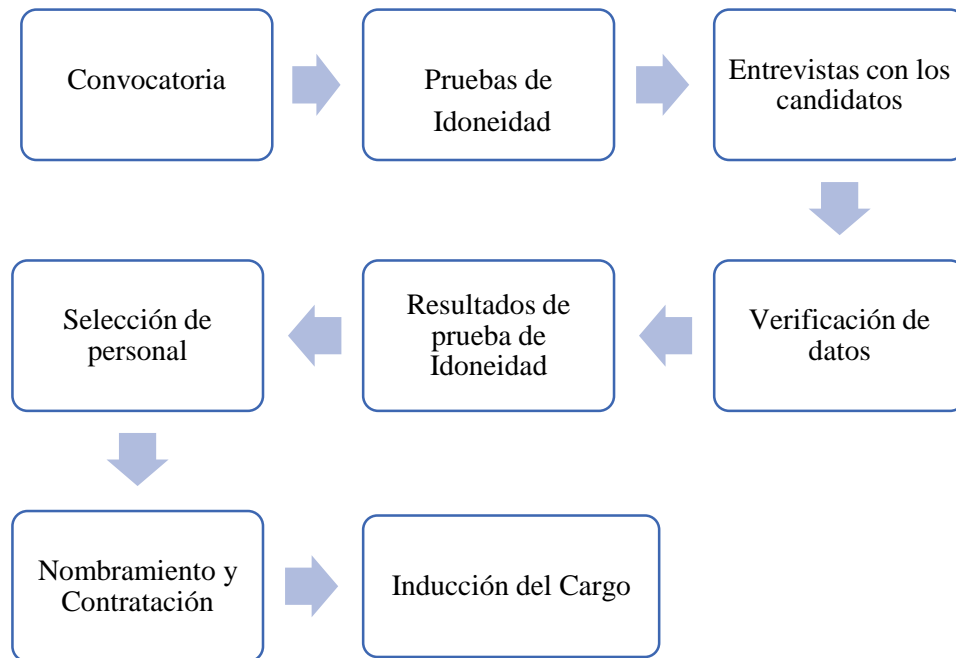 Convocatoria
Pruebas de
Idoneidad
Entrevistas con los
candidatos
Verificación de
datos
Resultados de
prueba de
Idoneidad
Selección de
personal
Nombramiento y
Contratación
Inducción del Cargo